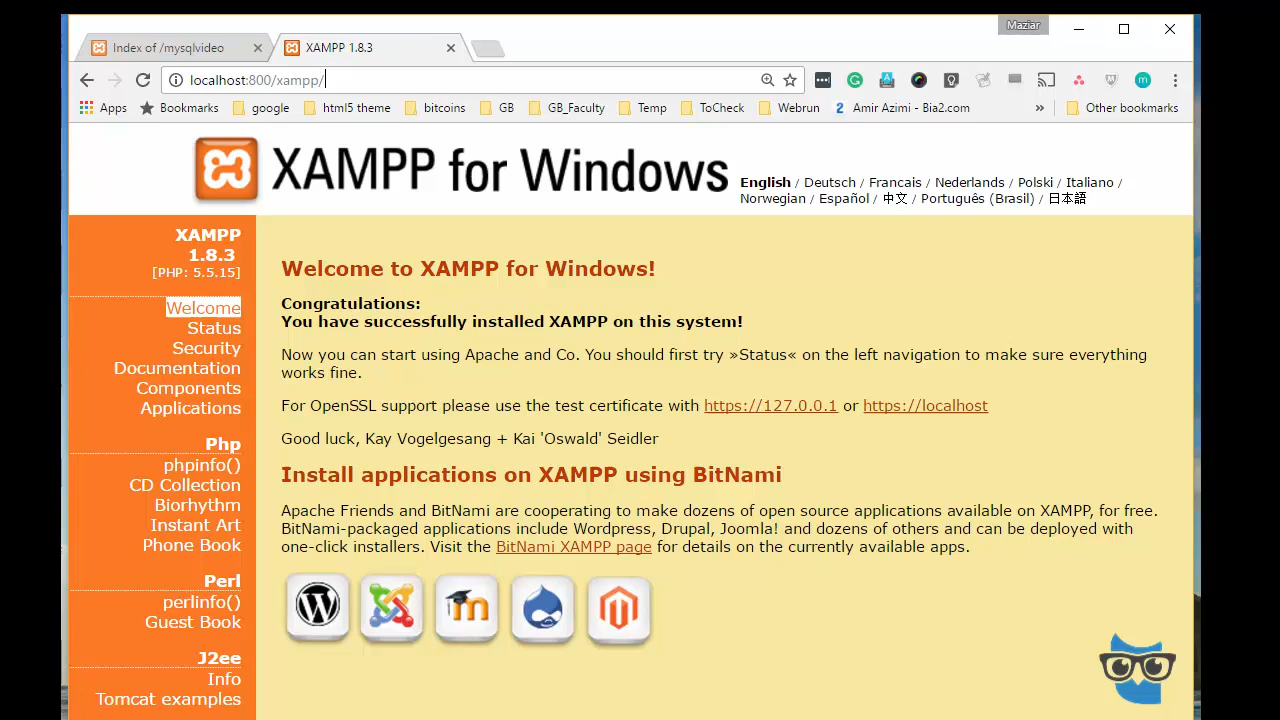 Maziar
Index of /mysqlvideo
XAMPP 1.8.3
localhost:800/xampp/
Apps Bookmarks google html5 theme bitcoins GB GB_Faculty Temp ToCheck Webrun Amir Azimi - Bia2.com » Other bookmarks
XAMPP for Windows
English / Deutsch / Francais / Nederlands / Polski / Italiano /
Norwegian / Español / 中文 / Português (Brasil) / 日本語
XAMPP
1.8.3
[PHP: 5.5.15]
Welcome
Status
Security
Documentation
Components
Applications
Php
phpinfo()
CD Collection
Biorhythm
Instant Art
Phone Book
Perl
perlinfo()
Guest Book
J2ee
Info
Tomcat examples
Welcome to XAMPP for Windows!
Congratulations:
You have successfully installed XAMPP on this system!
Now you can start using Apache and Co. You should first try »Status« on the left navigation to make sure everything
works fine.
For OpenSSL support please use the test certificate with https://127.0.0.1 or https://localhost
Good luck, Kay Vogelgesang + Kai 'Oswald' Seidler
Install applications on XAMPP using BitNami
Apache Friends and BitNami are cooperating to make dozens of open source applications available on XAMPP, for free.
BitNami-packaged applications include Wordpress, Drupal, Joomla! and dozens of others and can be deployed with
one-click installers. Visit the BitNami XAMPP page for details on the currently available apps.